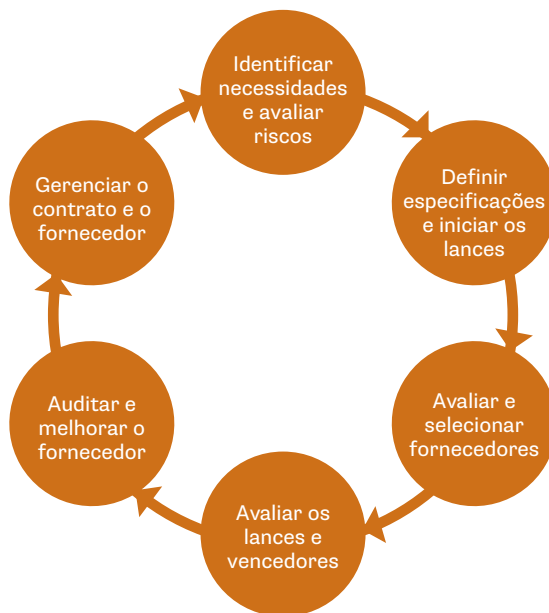 Identificar
necessidades
e avaliar
riscos
Definir
especificações
e iniciar os
lances
Avaliar e
selecionar
fornecedores
Avaliar os
lances e
vencedores
Auditar e
melhorar o
fornecedor
Gerenciar o
contrato e o
fornecedor